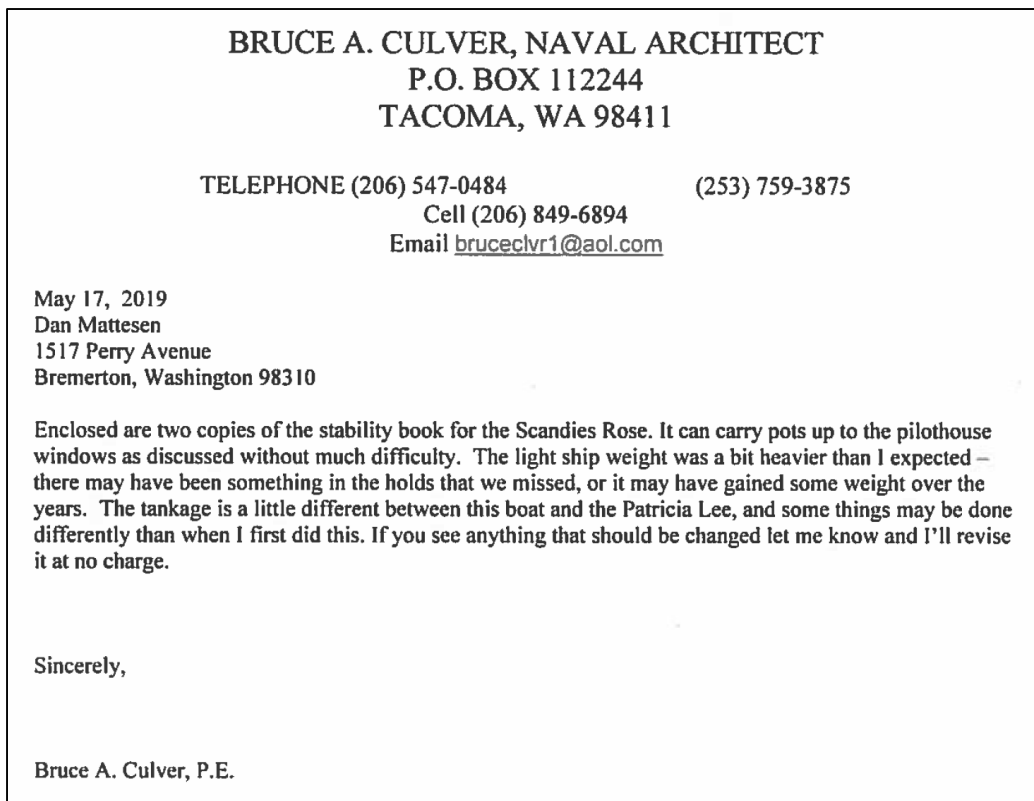 BRUCE A. CULVER, NAVAL ARCHITECT
P.O. BOX 112244
TACOMA, WA 98411
TELEPHONE (206) 547-0484 (253) 759-3875
Cell (206) 849-6894
Email bruceclvr1@aol.com
May 17, 2019
Dan Mattesen
1517 Perry Avenue
Bremerton, Washington 98310
Enclosed are two copies of the stability book for the Scandies Rose. It can carry pots up to the pilothouse
windows as discussed without much difficulty. The light ship weight was a bit heavier than I expected –
there may have been something in the holds that we missed, or it may have gained some weight over the
years. The tankage is a little different between this boat and the Patricia Lee, and some things may be done
differently than when I first did this. If you see anything that should be changed let me know and I'll revise
it at no charge.
Sincerely,
Bruce A. Culver, P.E.